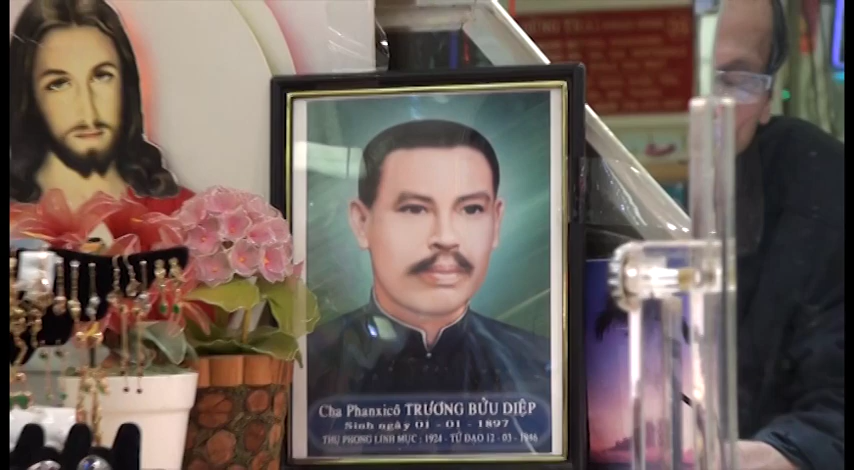 Cha Phanxicô TRƯƠNG BỬU DIỆP
Sinh ngày 01 - 01 - 1897
THỤ PHONG LINH MỤC : 1924 - TỬ ĐẠO 12 - 03 - 1946